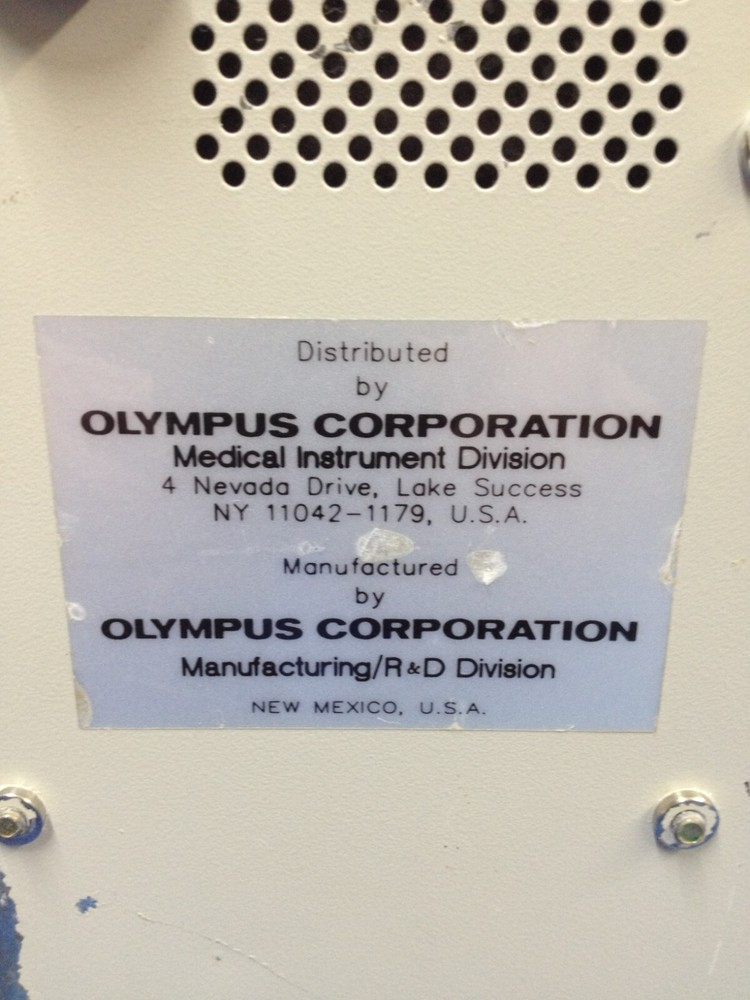 Distributed
by
OLYMPUS CORPORATION
Medical Instrument Division
4 Nevada Drive, Lake Success
NY 11042-1179, U.S.A.
Manufactured
by
OLYMPUS CORPORATION
Manufacturing/R&D Division
NEW MEXICO, U.S.A.